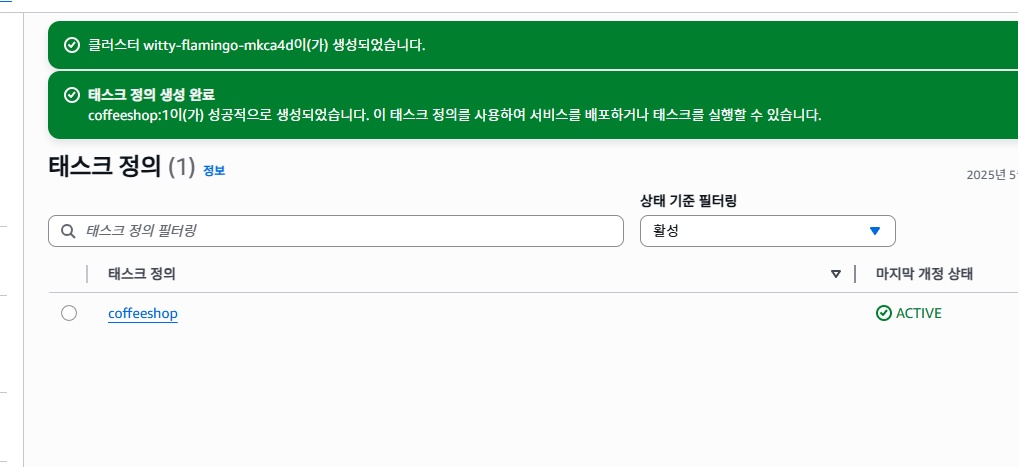 클러스터 witty-flamingo-mkca4d이(가) 생성되었습니다.
태스크 정의 생성 완료
coffeeshop:1이(가) 성공적으로 생성되었습니다. 이 태스크 정의를 사용하여 서비스를 배포하거나 태스크를 실행할 수 있습니다.
태스크 정의 (1) 정보
2025년 5
상태 기준 필터링
태스크 정의 필터링
활성
태스크 정의
마지막 개정 상태
coffeeshop
ACTIVE